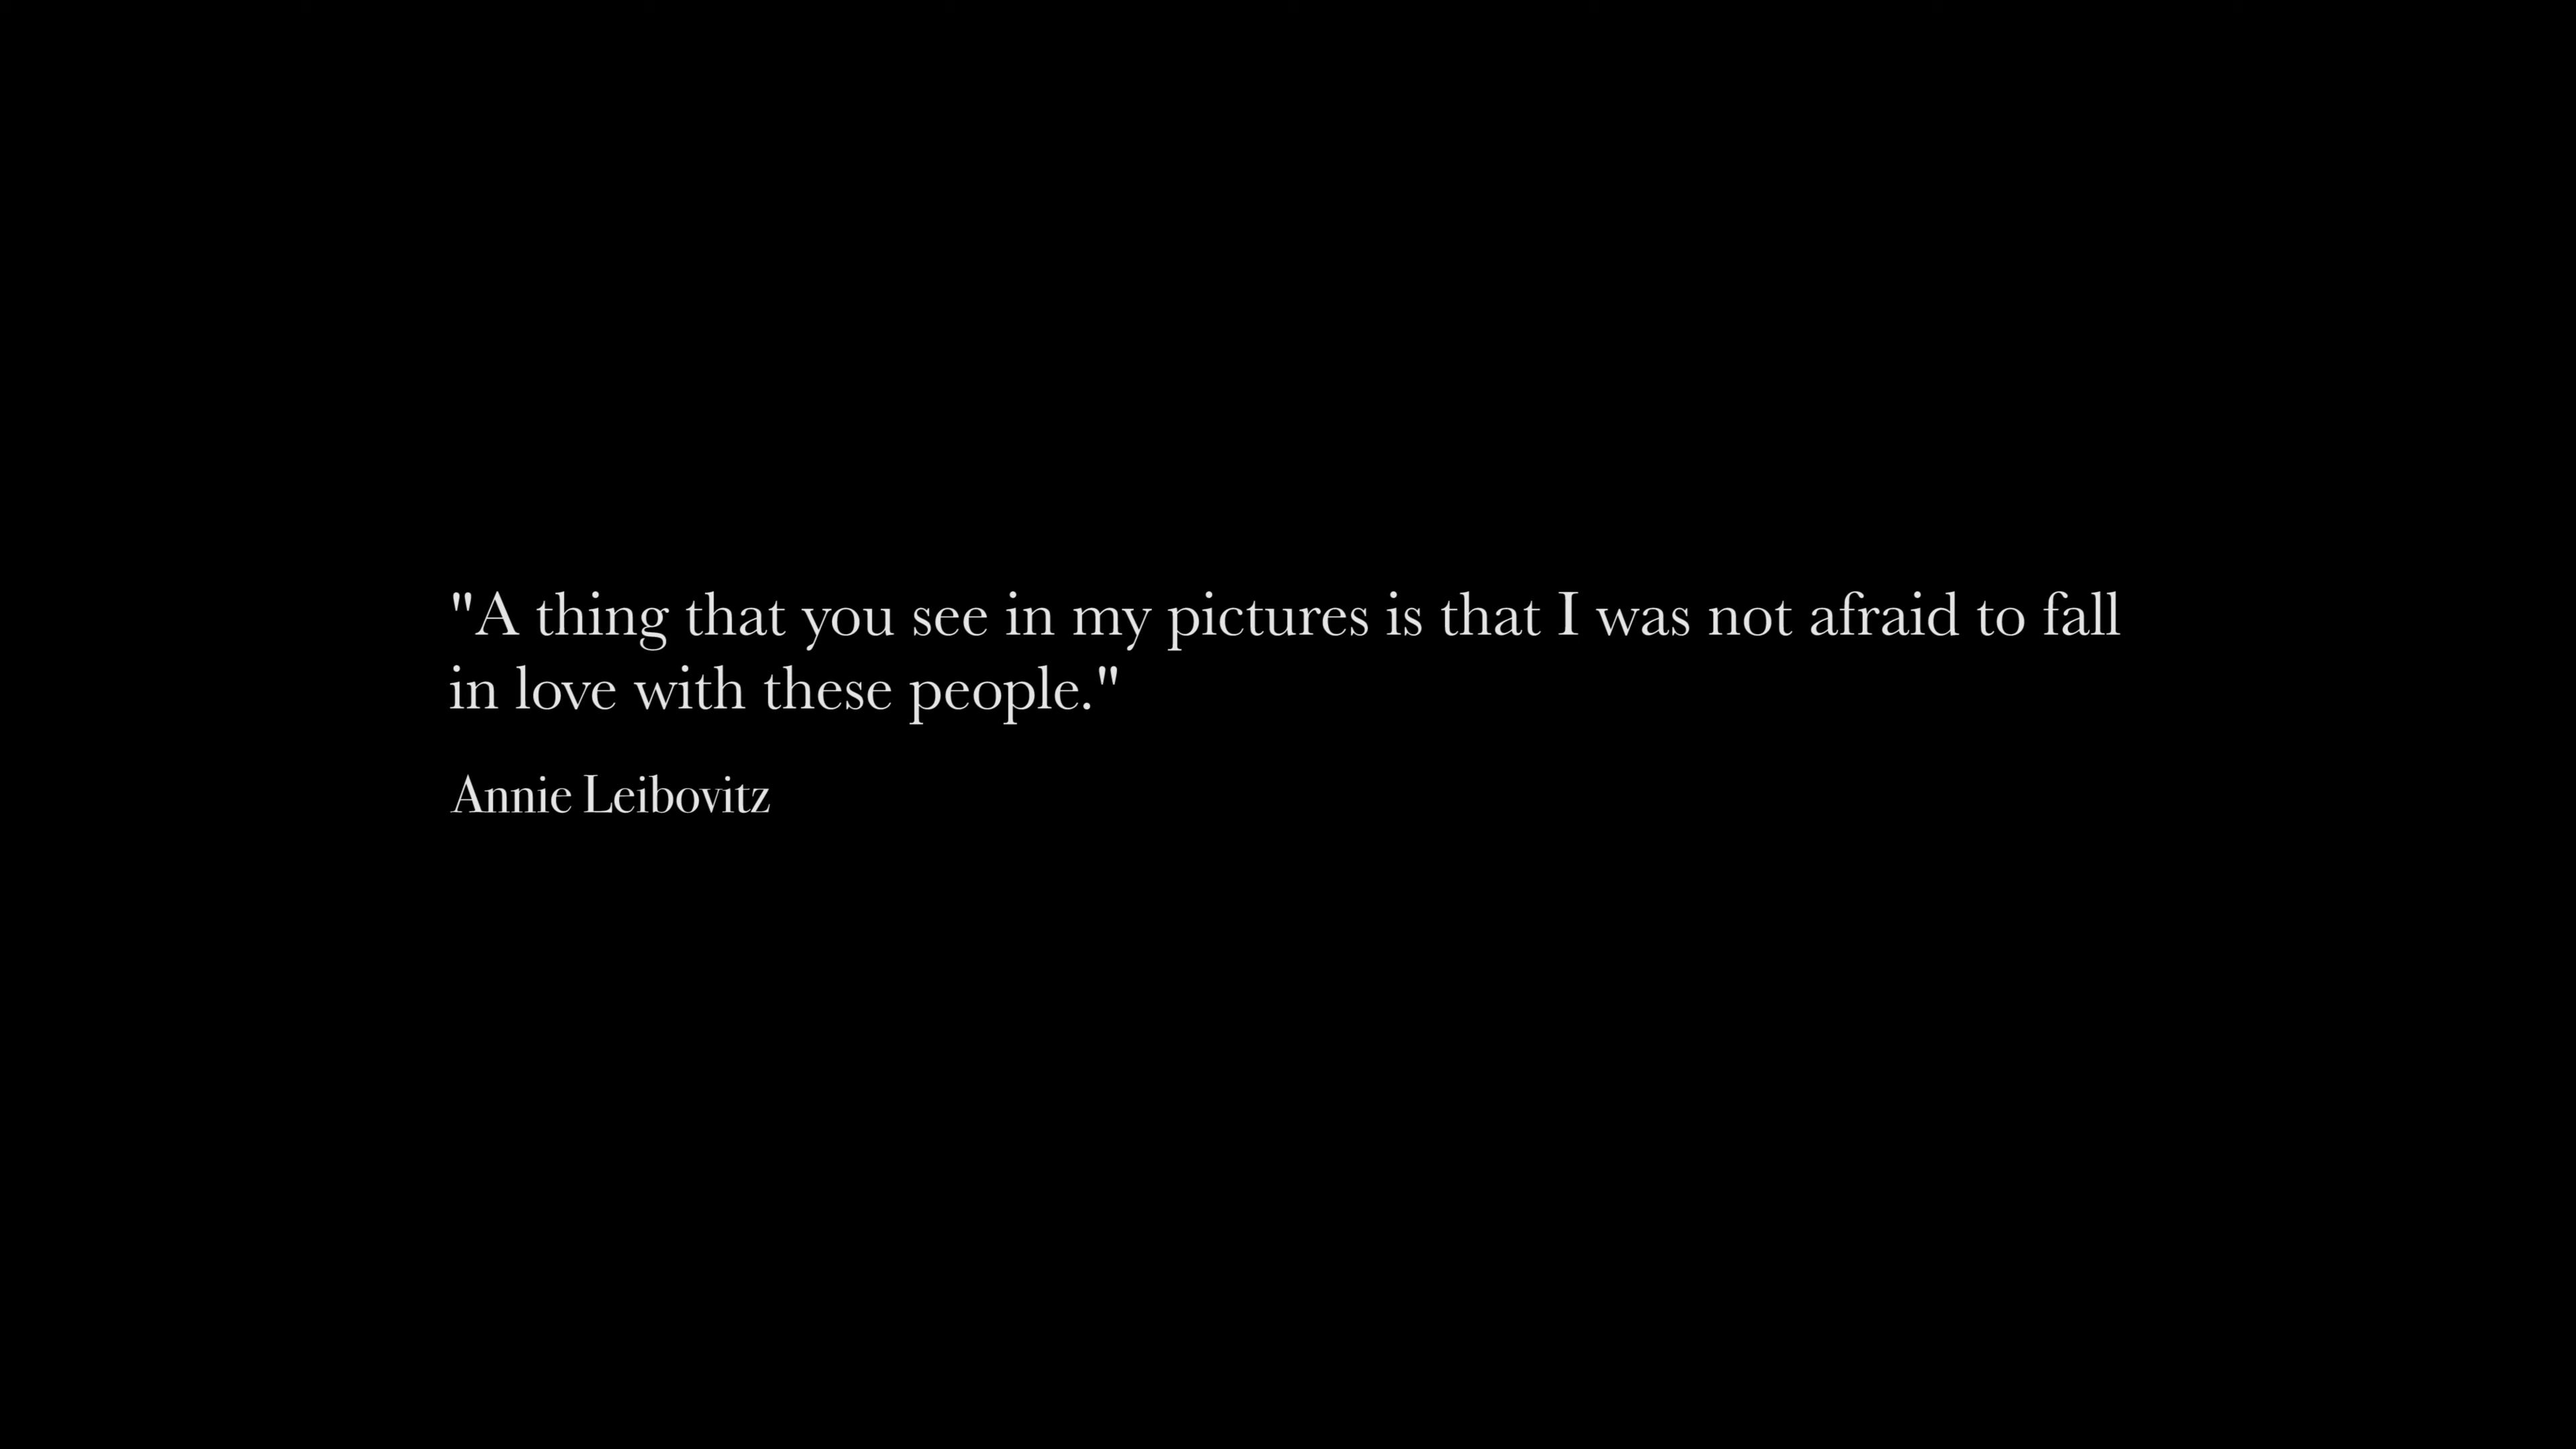 "A thing that you see in my pictures is that I was not afraid to fall
in love with these people."
Annie Leibovitz